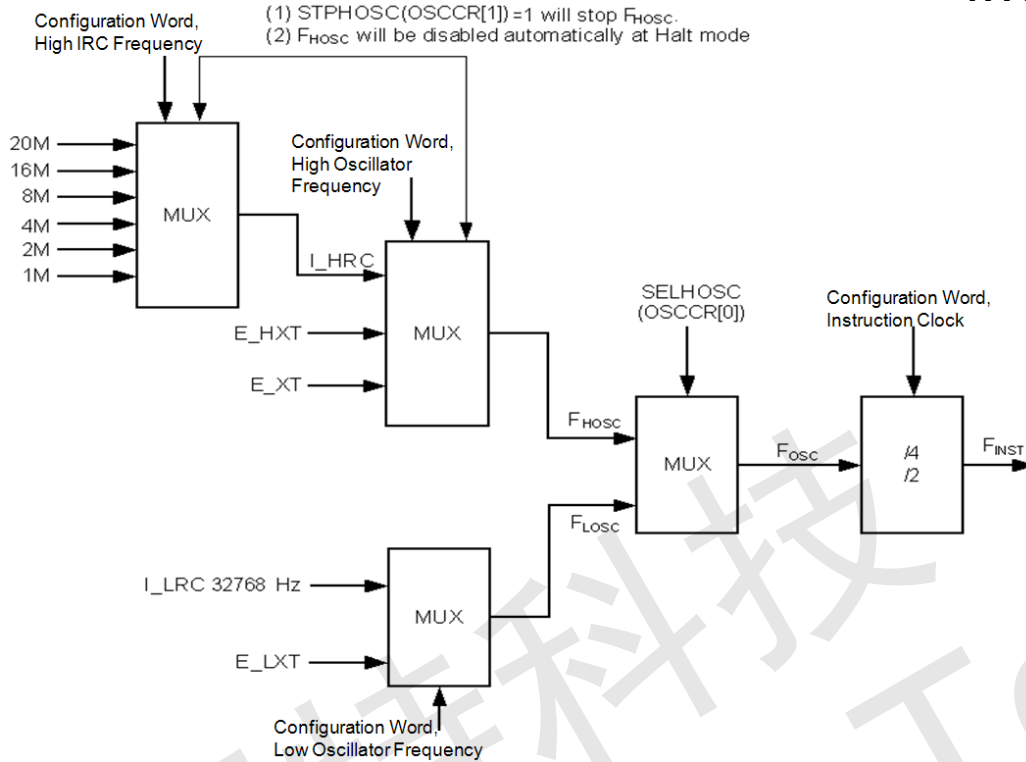 (1) STPHOSC(OSCCR[1])=1 will stop FHOSC.
(2) FHOSC will be disabled automatically at Halt mode
Configuration Word,
High IRC Frequency
20M
16M
8M
4M
2M
1M
MUX
Configuration Word,
High Oscillator
Frequency
I_HRC
E_HXT
E_XT
MUX
FHOSC
SELHOSC
(OSCCR[0])
MUX
FOSC
Configuration Word,
Instruction Clock
/4
/2
FINST
FLOSC
I_LRC 32768 Hz
E_LXT
MUX
Configuration Word,
Low Oscillator Frequency
科技